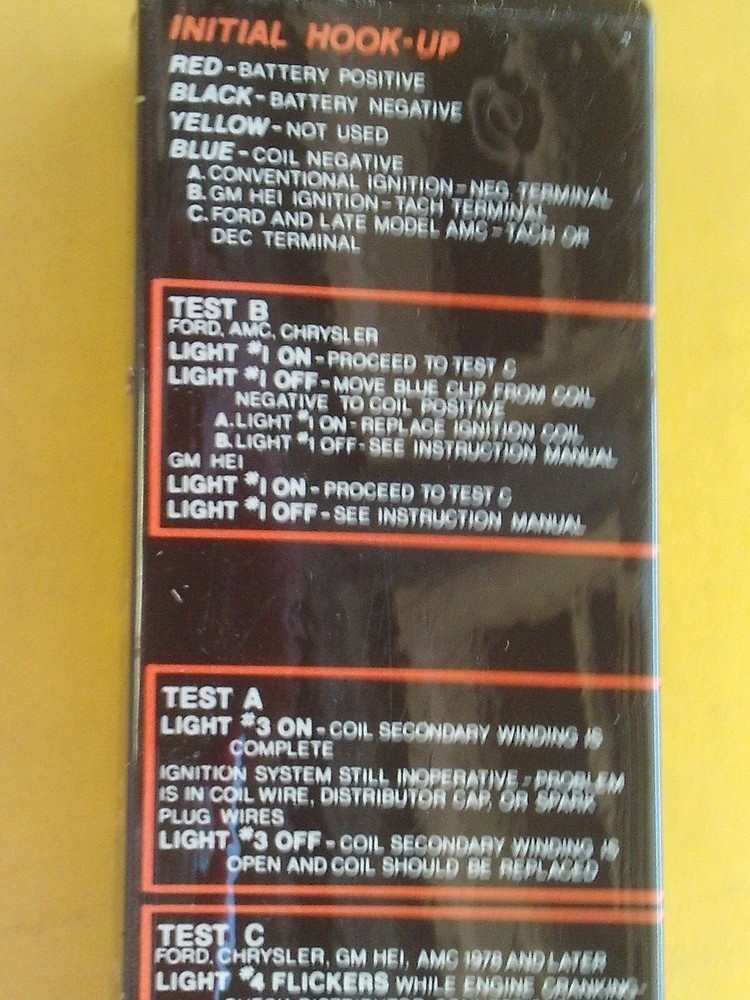 INITIAL HOOK-UP
RED - BATTERY POSITIVE
BLACK - BATTERY NEGATIVE
YELLOW - NOT USED
BLUE - COIL NEGATIVE
A. CONVENTIONAL IGNITION - NEG. TERMINAL
B. GM HEI IGNITION - TACH TERMINAL
C. FORD AND LATE MODEL AMC - TACH OR
DEC TERMINAL
TEST B
FORD, AMC, CHRYSLER
LIGHT #1 ON - PROCEED TO TEST C
LIGHT #1 OFF - MOVE BLUE CLIP FROM COIL
NEGATIVE TO COIL POSITIVE
A. LIGHT #1 ON - REPLACE IGNITION COIL
B. LIGHT #1 OFF - SEE INSTRUCTION MANUAL
GM HEI
LIGHT #1 ON - PROCEED TO TEST C
LIGHT #1 OFF - SEE INSTRUCTION MANUAL
TEST A
LIGHT #3 ON - COIL SECONDARY WINDING IS
COMPLETE
IGNITION SYSTEM STILL INOPERATIVE - PROBLEM
IS IN COIL WIRE, DISTRIBUTOR CAP, OR SPARK
PLUG WIRES
LIGHT #3 OFF - COIL SECONDARY WINDING IS
OPEN AND COIL SHOULD BE REPLACED
TEST C
FORD, CHRYSLER, GM HEI, AMC 1978 AND LATER
LIGHT #4 FLICKERS WHILE ENGINE CRANKING